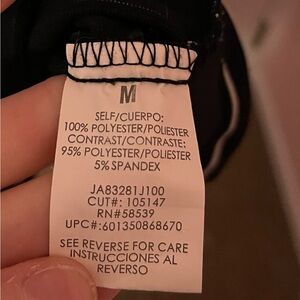 M
SELF/CUERPO:
100% POLYESTER/POLIESTER
CONTRAST/CONTRASTE:
95% POLYESTER/POLIESTER
5% SPANDEX
JA83281J100
CUT#: 105147
RN#58539
UPC#:601350868670
SEE REVERSE FOR CARE
INSTRUCCIONES AL
REVERSO